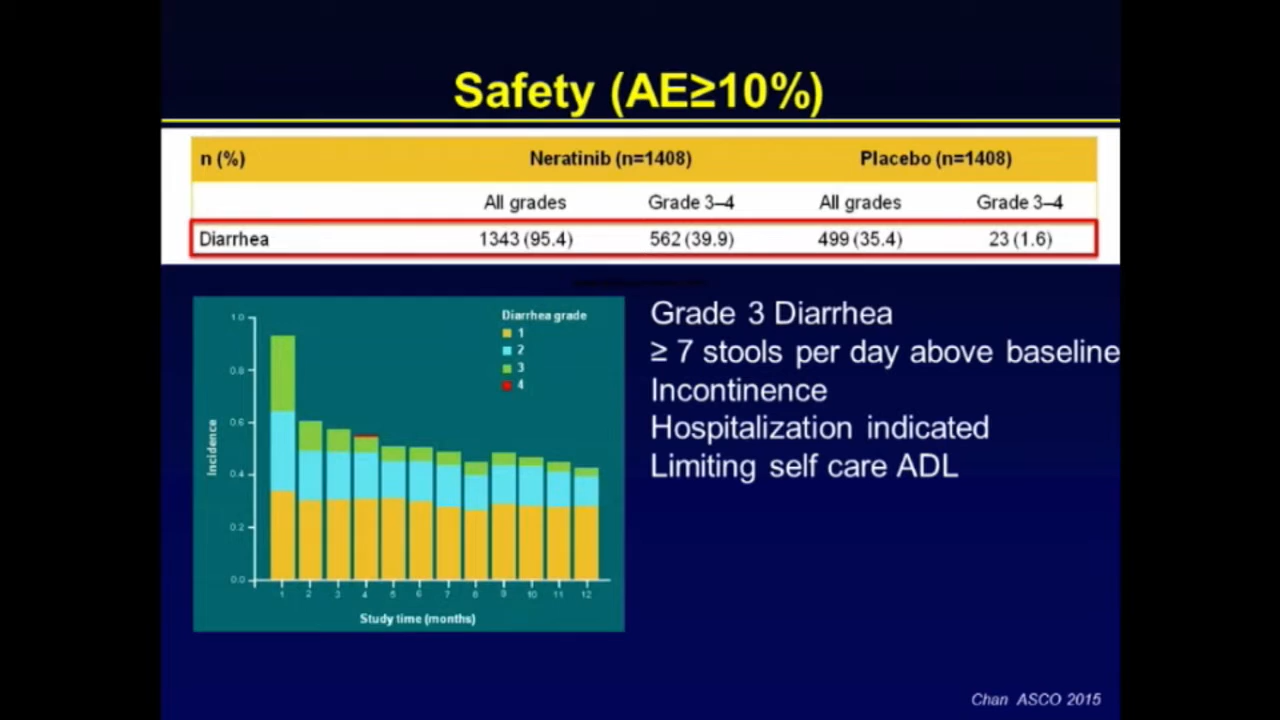 Safety (AE≥10%)
n (%) Neratinib (n=1408) Placebo (n=1408)
All grades Grade 3–4 All grades Grade 3–4
Diarrhea 1343 (95.4) 562 (39.9) 499 (35.4) 23 (1.6)
Diarrhea grade
1
2
3
4
1.0
0.8
0.6
0.4
0.2
0.0
Incidence
1 2 3 4 5 6 7 8 9 10 11 12
Study time (months)
Grade 3 Diarrhea
≥ 7 stools per day above baseline
Incontinence
Hospitalization indicated
Limiting self care ADL
Chan ASCO 2015